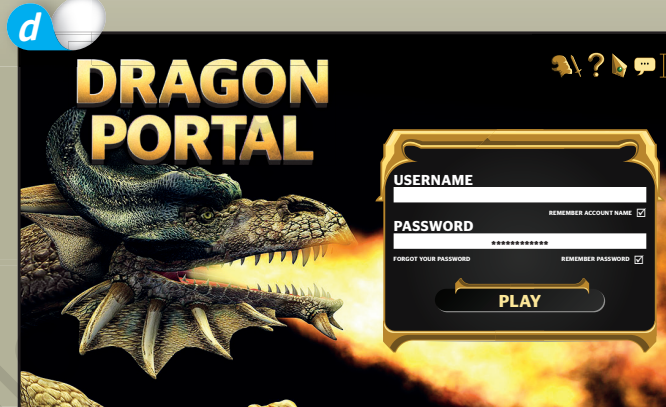 d
DRAGON
PORTAL
?
USERNAME
REMEMBER ACCOUNT NAME
PASSWORD
************
FORGOT YOUR PASSWORD REMEMBER PASSWORD
PLAY